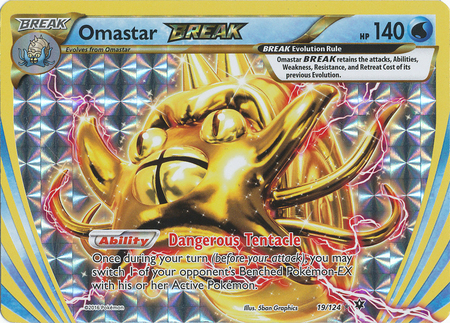 BREAK
Omastar BREAK
HP 140
Evolves from Omastar
BREAK Evolution Rule
Omastar BREAK retains the attacks, Abilities,
Weakness, Resistance, and Retreat Cost of its
previous Evolution.
Ability Dangerous Tentacle
Once during your turn (before your attack), you may
switch 1 of your opponent's Benched Pokémon-EX
with his or her Active Pokémon.
©2016 Pokémon
Illus. 5ban Graphics
19/124